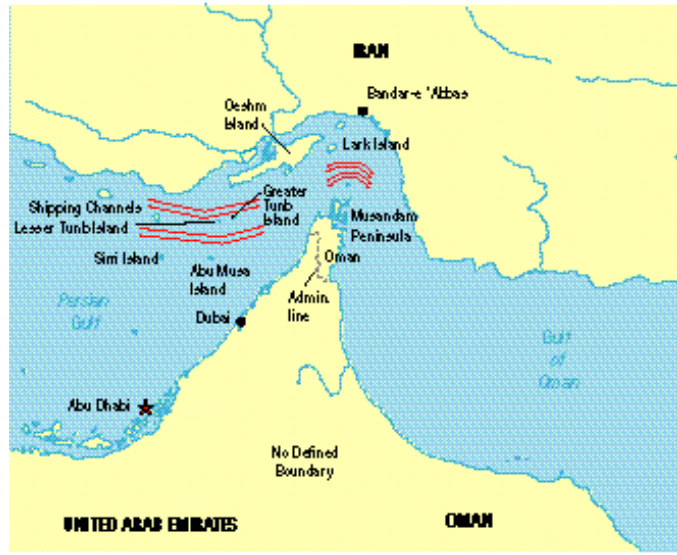 IRAN
Bandar-e 'Abbas
Qeshm
Island
Lark Island
Greater
Tunb
Island
Shipping Channels
Lesser Tunb Island
Musandam
Peninsula
Sirri Island
Oman
Abu Musa
Island
Admin.
line
Persian
Gulf
Dubai
Gulf
of
Oman
Abu Dhabi
No Defined
Boundary
UNITED ARAB EMIRATES
OMAN